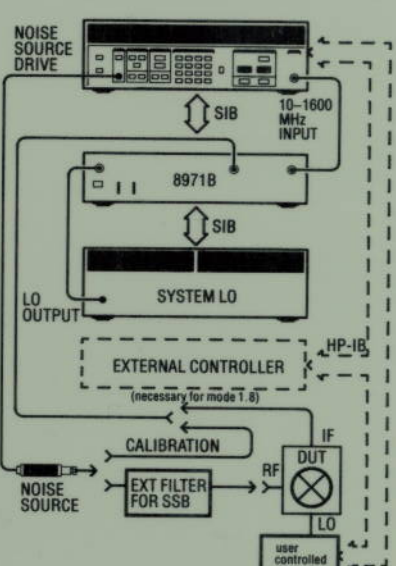 NOISE
SOURCE
DRIVE
SIB
10–1600
MHz
INPUT
8971B
SIB
LO
OUTPUT
SYSTEM LO
HP-IB
EXTERNAL CONTROLLER
(necessary for mode 1.8)
CALIBRATION
IF
DUT
RF
NOISE
SOURCE
EXT FILTER
FOR SSB
LO
user
controlled